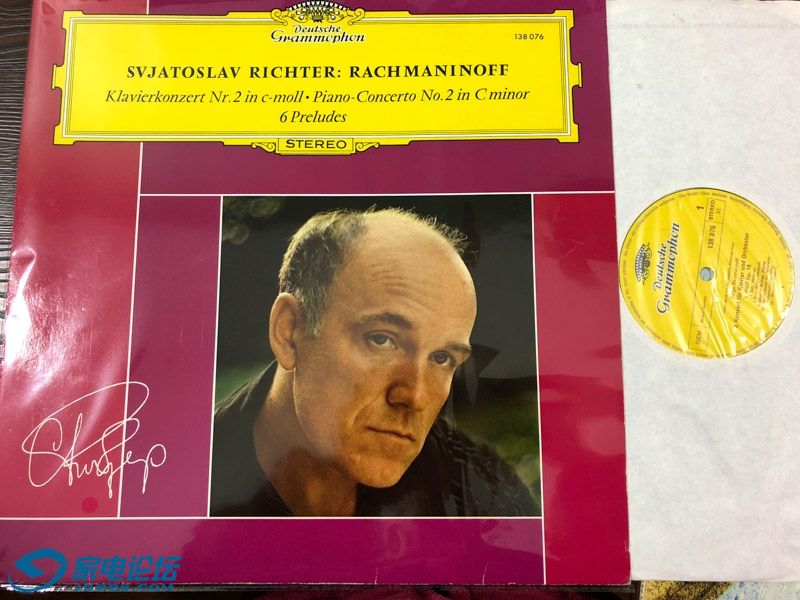 Deutsche
Grammophon
138 076
SVJATOSLAV RICHTER: RACHMANINOFF
Klavierkonzert Nr. 2 in c-moll · Piano-Concerto No. 2 in C minor
6 Preludes
STEREO
Deutsche
Grammophon
1
138 076
STEREO
家电论坛